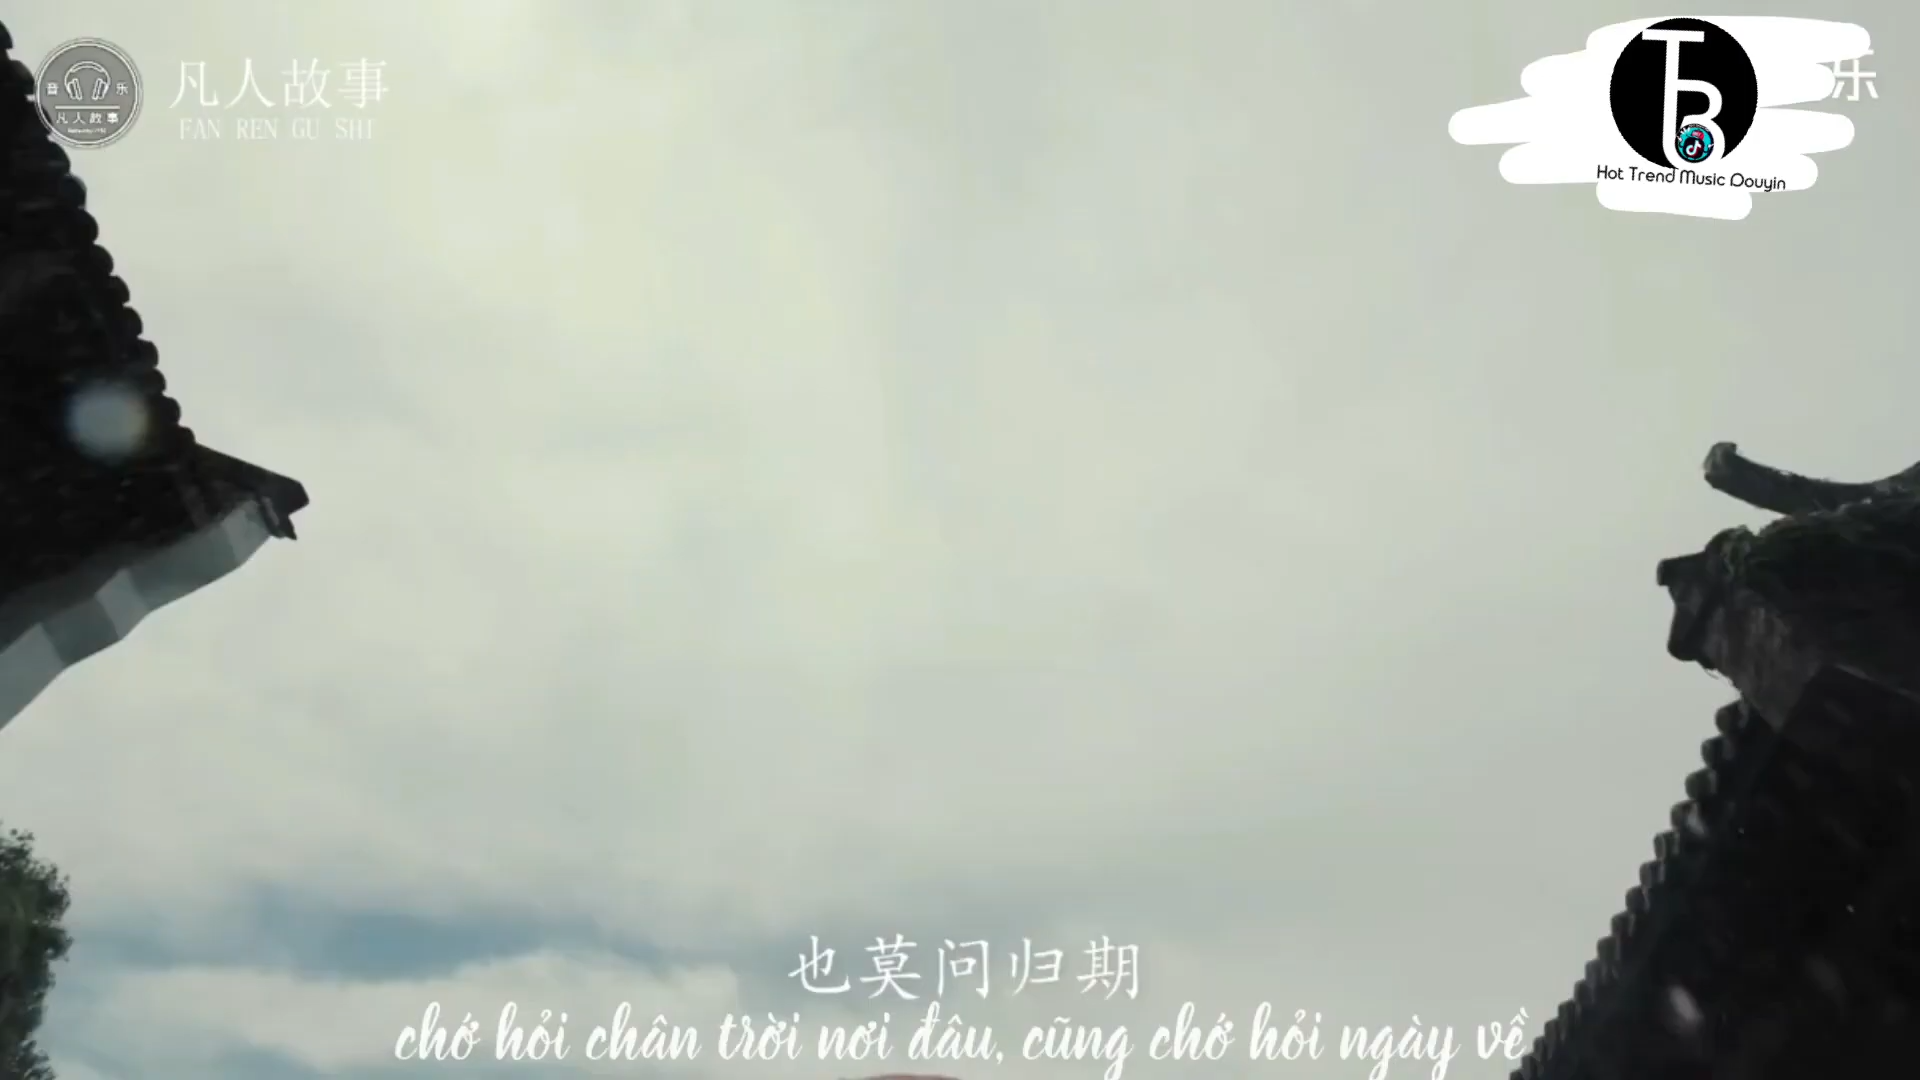 凡人故事
FAN REN GU SHI
音 乐
凡人故事
TB
Hot Trend Music Douyin
乐
也莫问归期
chớ hỏi chân trời nơi đâu, cũng chớ hỏi ngày về